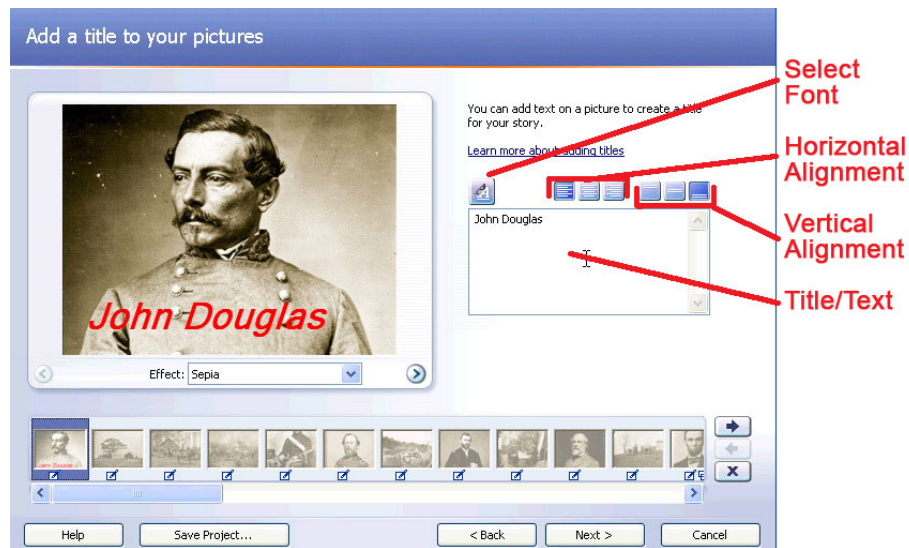 Add a title to your pictures
Select
Font
You can add text on a picture to create a title
for your story.
Learn more about adding titles
Horizontal
Alignment
John Douglas
Vertical
Alignment
Title/Text
John Douglas
Effect: Sepia
John Douglas
Help
Save Project...
< Back
Next >
Cancel